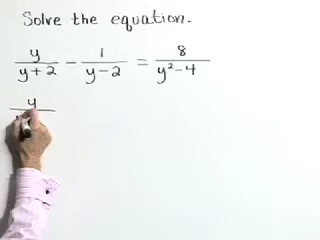 Solve the equation.
y/(y+2) - 1/(y-2) = 8/(y²-4)
y